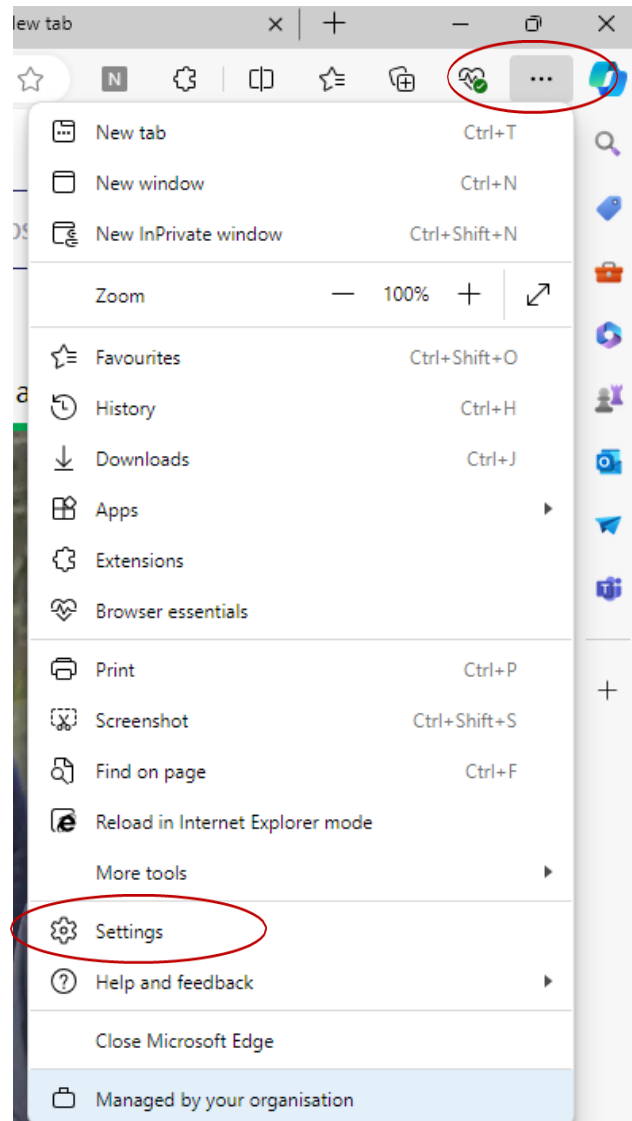 New tab
N
New tab Ctrl+T
New window Ctrl+N
New InPrivate window Ctrl+Shift+N
Zoom 100%
Favourites Ctrl+Shift+O
a
History Ctrl+H
Downloads Ctrl+J
Apps
Extensions
Browser essentials
Print Ctrl+P
Screenshot Ctrl+Shift+S
Find on page Ctrl+F
Reload in Internet Explorer mode
More tools
Settings
Help and feedback
Close Microsoft Edge
Managed by your organisation